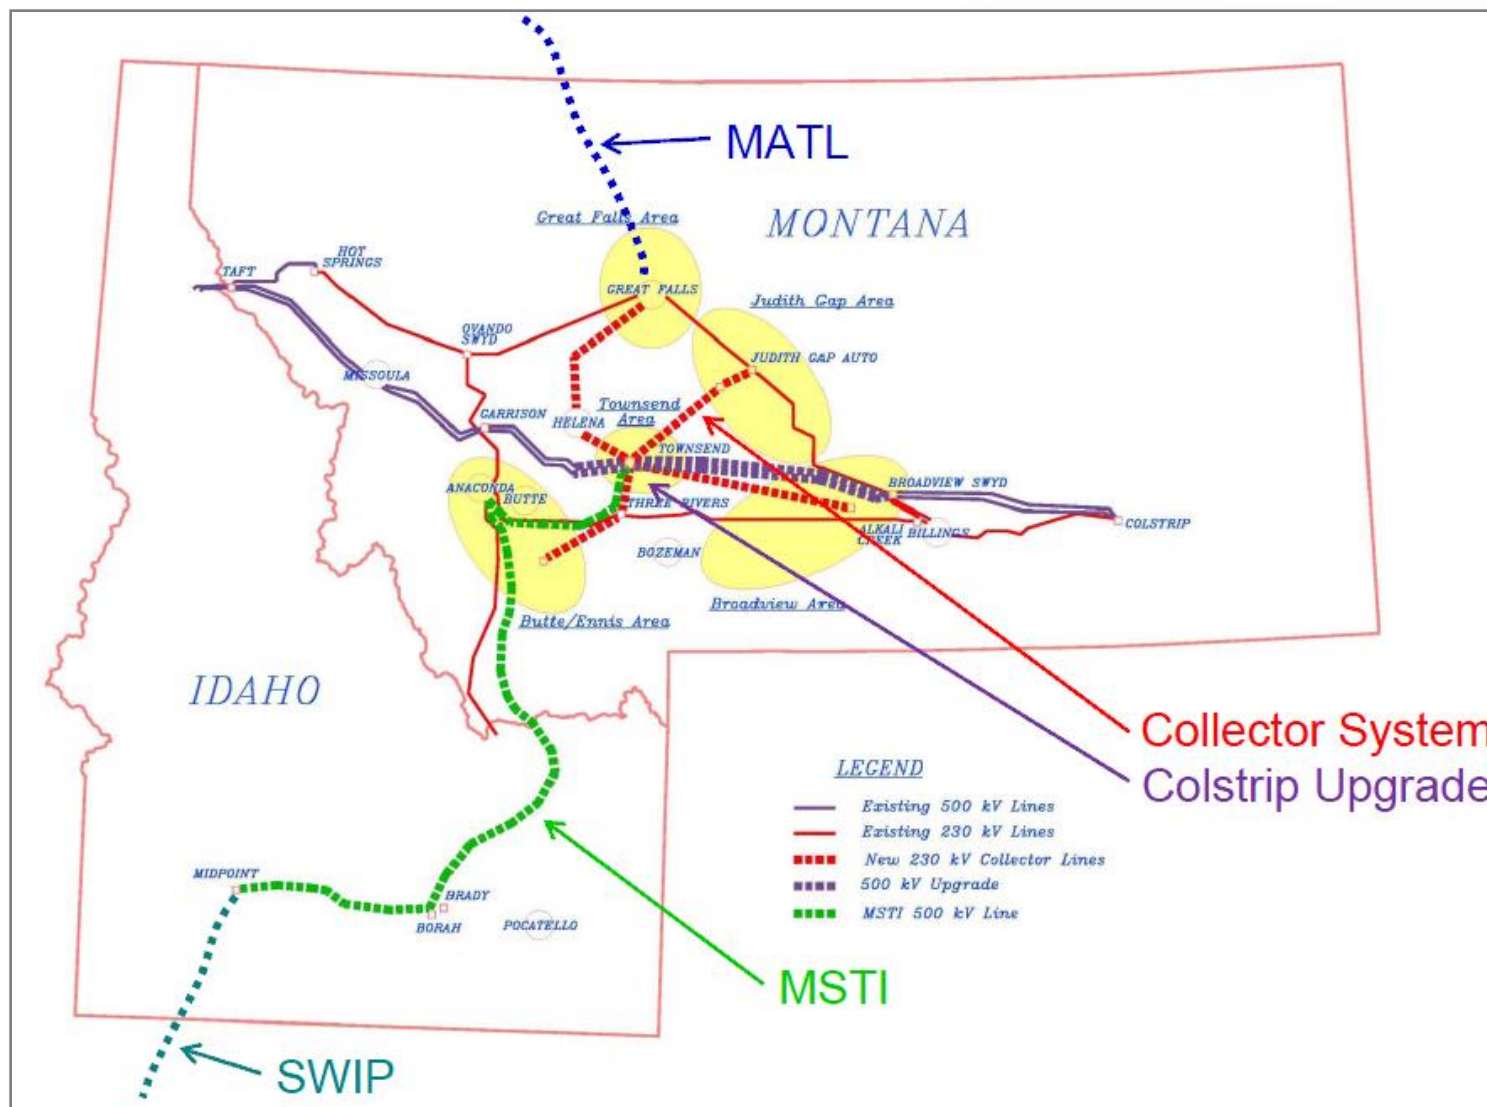 MATL
Great Falls Area
MONTANA
HOT
SPRINGS
TAFT
GREAT FALLS
Judith Gap Area
OVANDO
SWYD
JUDITH GAP AUTO
MISSOULA
Townsend
Area
GARRISON
HELENA
TOWNSEND
ANACONDA
BUTTE
BROADVIEW SWYD
THREE RIVERS
COLSTRIP
ALKALI
CREEK
BILLINGS
BOZEMAN
Broadview Area
Butte/Ennis Area
IDAHO
Collector System
Colstrip Upgrade
LEGEND
Existing 500 kV Lines
Existing 230 kV Lines
New 230 kV Collector Lines
500 kV Upgrade
MSTI 500 kV Line
MIDPOINT
BRADY
BORAH
POCATELLO
MSTI
SWIP